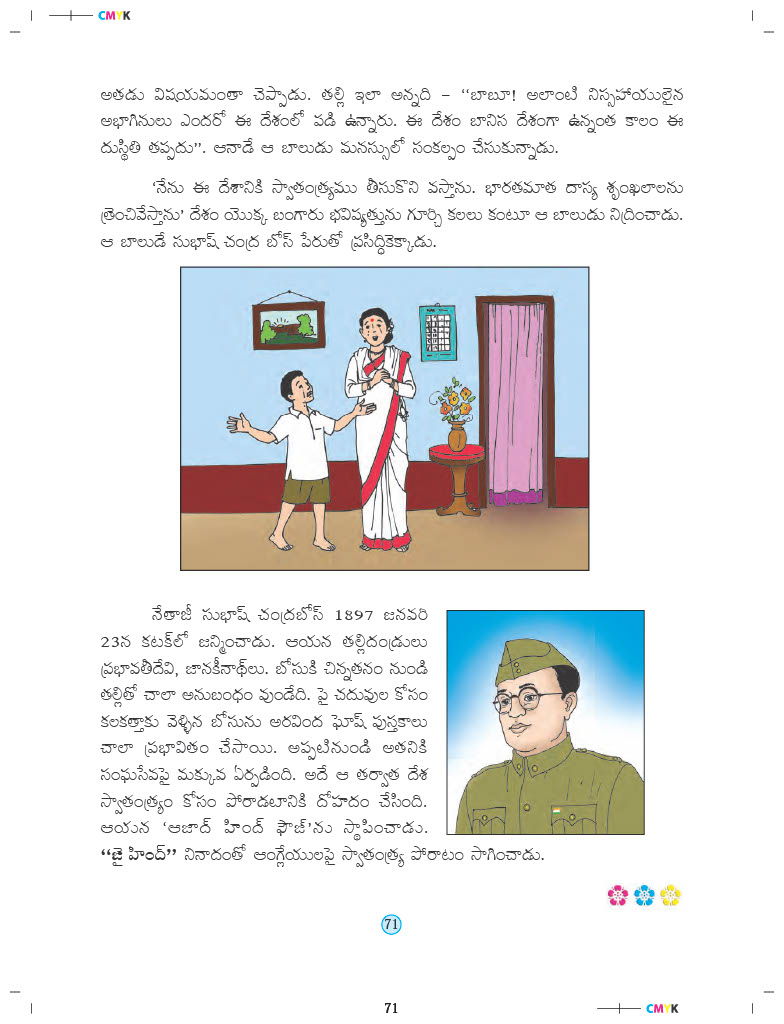 CMYK
అతడు విషయమంతా చెప్పాడు. తల్లి ఇలా అన్నది – “బాబూ! అలాంటి నిస్సహాయులైన
అభాగినులు ఎందరో ఈ దేశంలో పడి ఉన్నారు. ఈ దేశం బానిస దేశంగా ఉన్నంత కాలం ఈ
దుస్థితి తప్పదు”. ఆనాడే ఆ బాలుడు మనస్సులో సంకల్పం చేసుకున్నాడు.
‘నేను ఈ దేశానికి స్వాతంత్ర్యము తీసుకొని వస్తాను. భారతమాత దాస్య శృంఖలాలను
త్రెంచివేస్తాను’ దేశం యొక్క బంగారు భవిష్యత్తును గూర్చి కలలు కంటూ ఆ బాలుడు నిద్రించాడు.
ఆ బాలుడే సుభాష్ చంద్ర బోస్ పేరుతో ప్రసిద్ధికెక్కాడు.
నేతాజీ సుభాష్ చంద్రబోస్ 1897 జనవరి
23న కటక్‌లో జన్మించాడు. ఆయన తల్లిదండ్రులు
ప్రభావతీదేవి, జానకీనాథ్‌లు. బోసుకి చిన్నతనం నుండి
తల్లితో చాలా అనుబంధం వుండేది. పై చదువుల కోసం
కలకత్తాకు వెళ్ళిన బోసును అరవింద ఘోష్ పుస్తకాలు
చాలా ప్రభావితం చేసాయి. అప్పటినుండి అతనికి
సంఘసేవపై మక్కువ ఏర్పడింది. అదే ఆ తర్వాత దేశ
స్వాతంత్ర్యం కోసం పోరాడటానికి దోహదం చేసింది.
ఆయన ‘ఆజాద్ హింద్ ఫౌజ్’ను స్థాపించాడు.
“జై హింద్” నినాదంతో ఆంగ్లేయులపై స్వాతంత్ర్య పోరాటం సాగించాడు.
71
71
CMYK